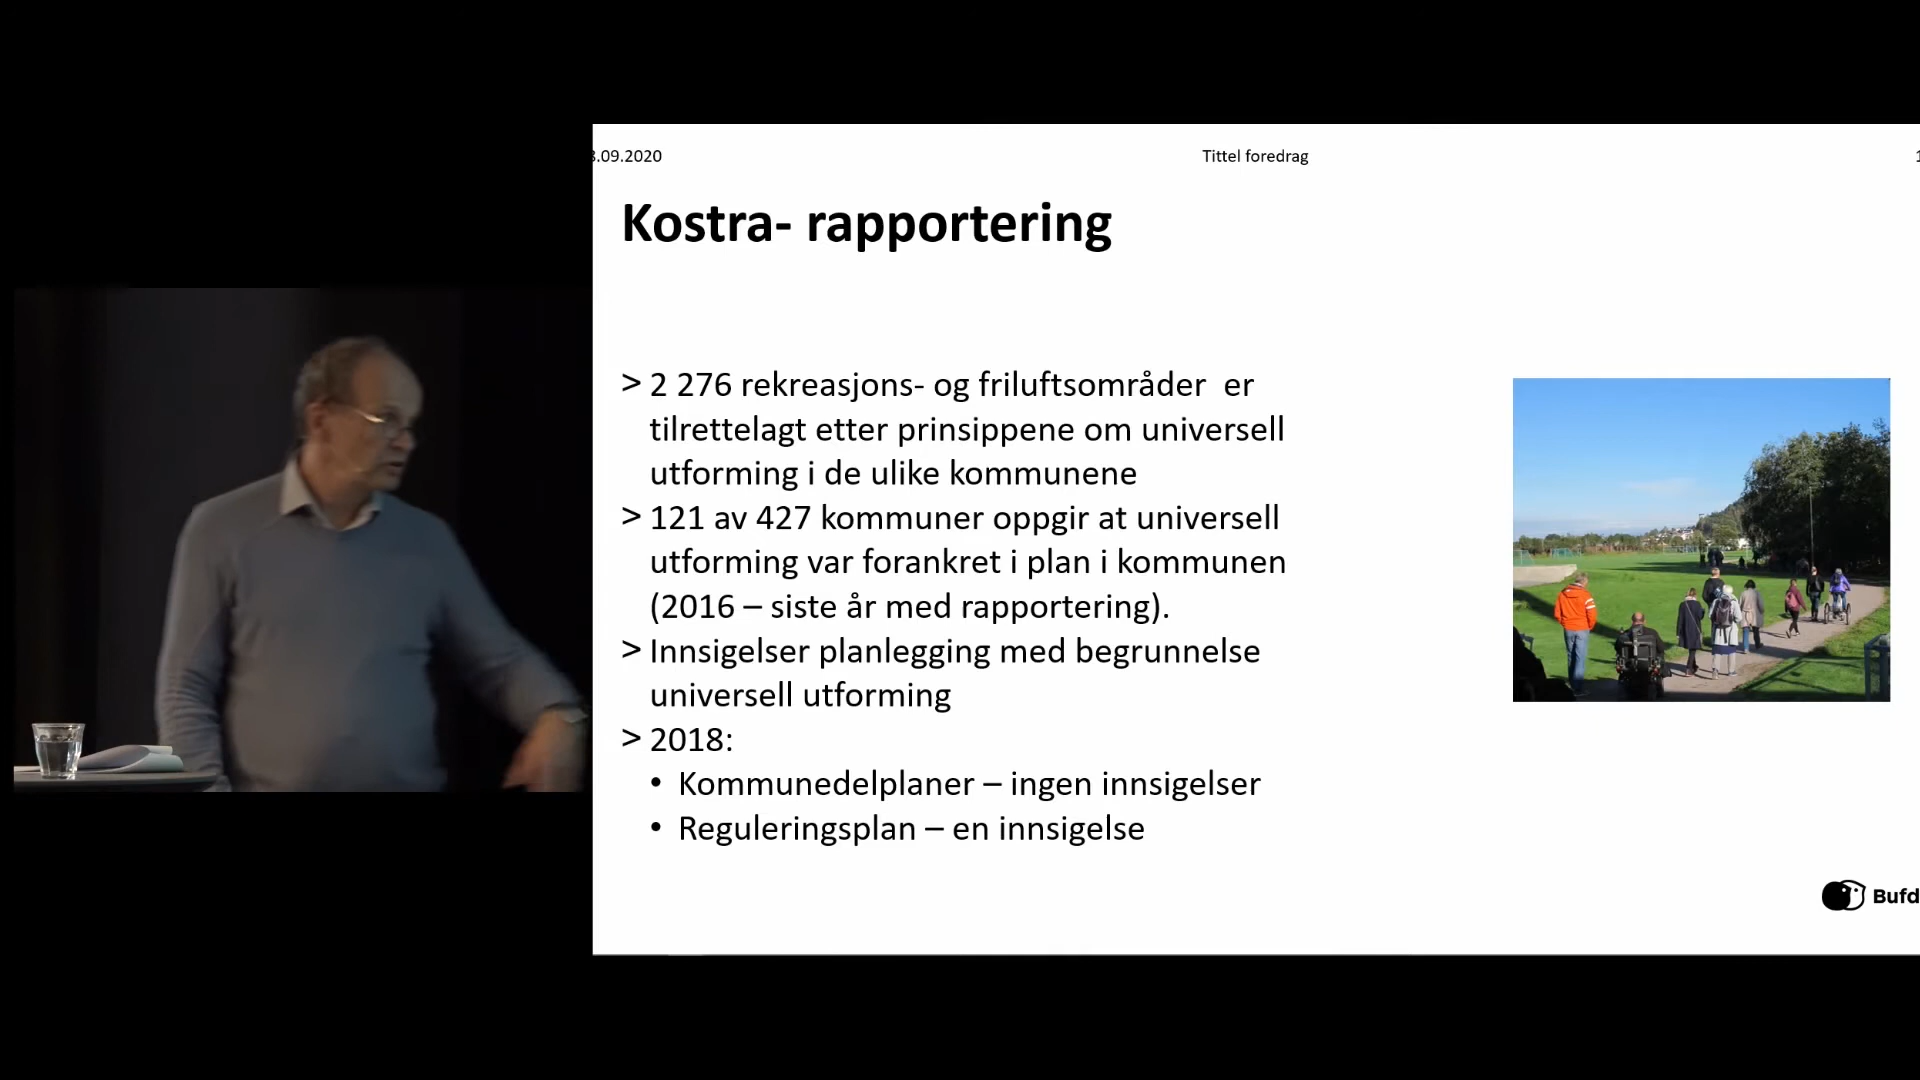 .09.2020
Tittel foredrag
Kostra- rapportering
> 2 276 rekreasjons- og friluftsområder er
tilrettelagt etter prinsippene om universell
utforming i de ulike kommunene
> 121 av 427 kommuner oppgir at universell
utforming var forankret i plan i kommunen
(2016 – siste år med rapportering).
> Innsigelser planlegging med begrunnelse
universell utforming
> 2018:
• Kommunedelplaner – ingen innsigelser
• Reguleringsplan – en innsigelse
Bufd